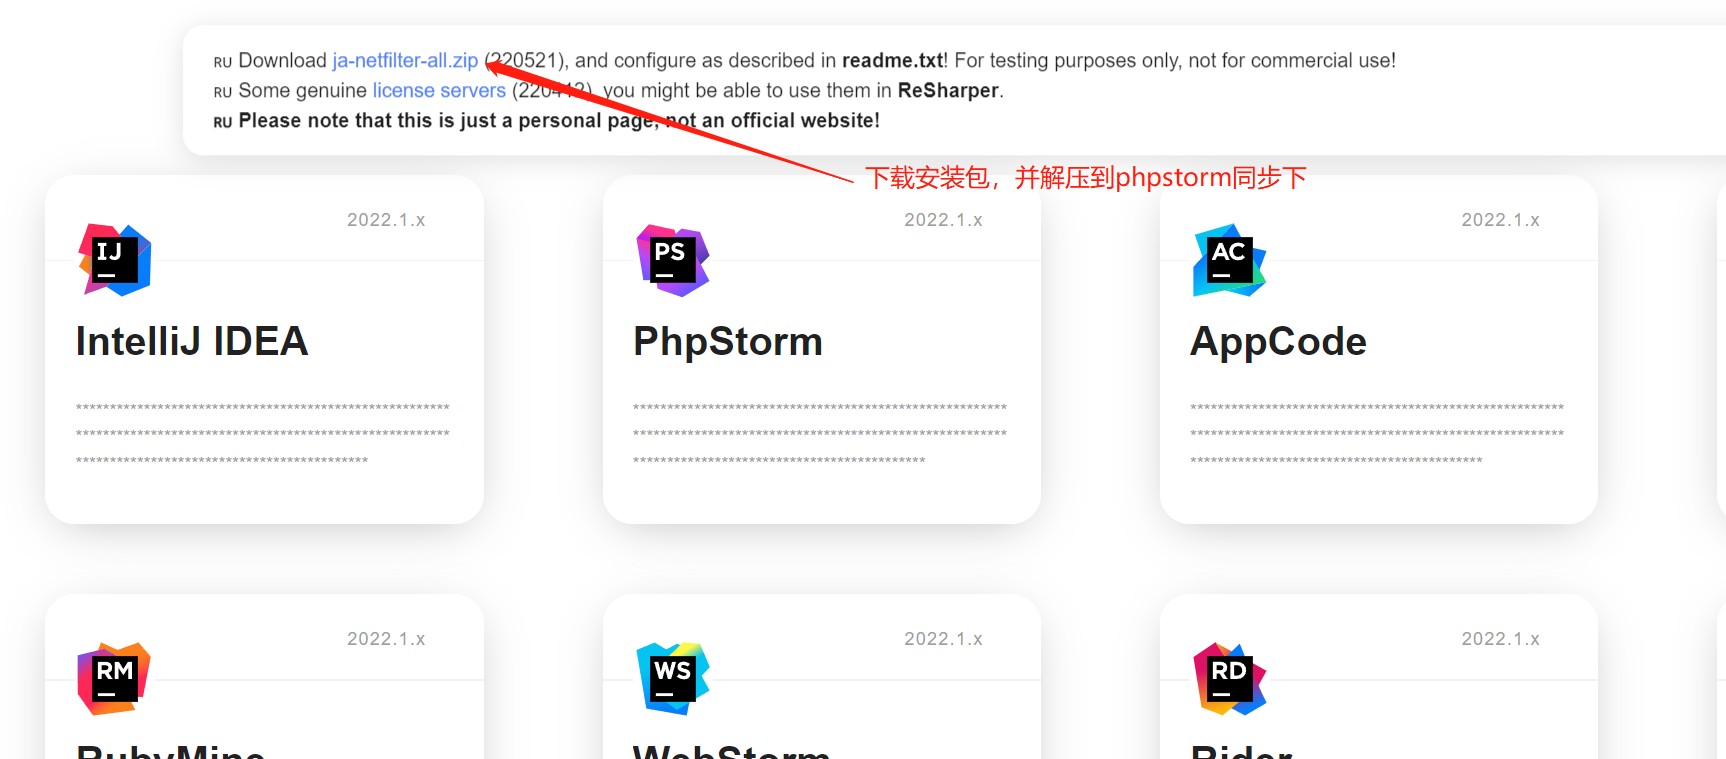 RU Download ja-netfilter-all.zip (220521), and configure as described in readme.txt! For testing purposes only, not for commercial use!
RU Some genuine license servers (220412), you might be able to use them in ReSharper.
RU Please note that this is just a personal page, not an official website!
下载安装包，并解压到phpstorm同步下
2022.1.x
2022.1.x
2022.1.x
IJ
PS
AC
IntelliJ IDEA
PhpStorm
AppCode
*******************************************************
*******************************************************
*******************************************************
*******************************************************
*******************************************************
*******************************************************
*******************************************
*******************************************
*******************************************
2022.1.x
2022.1.x
2022.1.x
RM
WS
RD
RubyMine
WebStorm
Rider